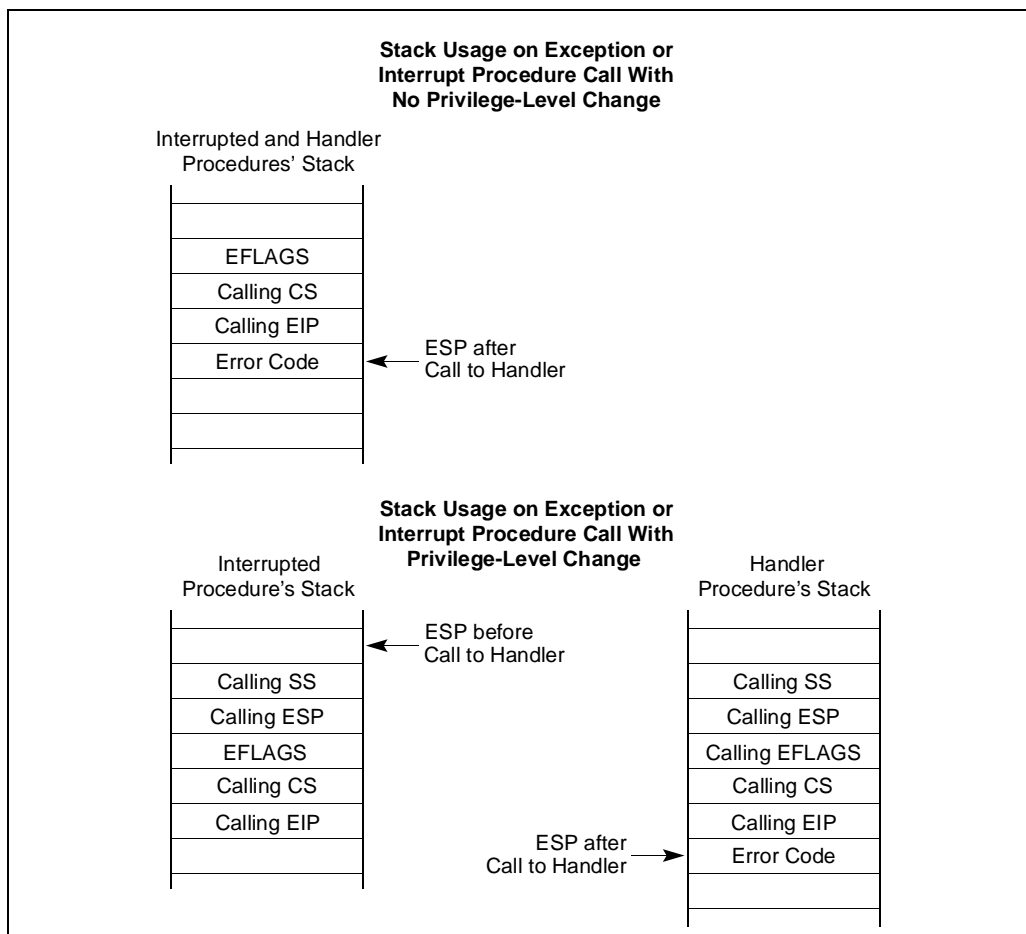 Stack Usage on Exception or
Interrupt Procedure Call With
No Privilege-Level Change
Interrupted and Handler
Procedures’ Stack
EFLAGS
Calling CS
Calling EIP
Error Code
ESP after
Call to Handler
Stack Usage on Exception or
Interrupt Procedure Call With
Privilege-Level Change
Interrupted
Procedure’s Stack
ESP before
Call to Handler
Calling SS
Calling ESP
EFLAGS
Calling CS
Calling EIP
Handler
Procedure’s Stack
Calling SS
Calling ESP
Calling EFLAGS
Calling CS
Calling EIP
Error Code
ESP after
Call to Handler